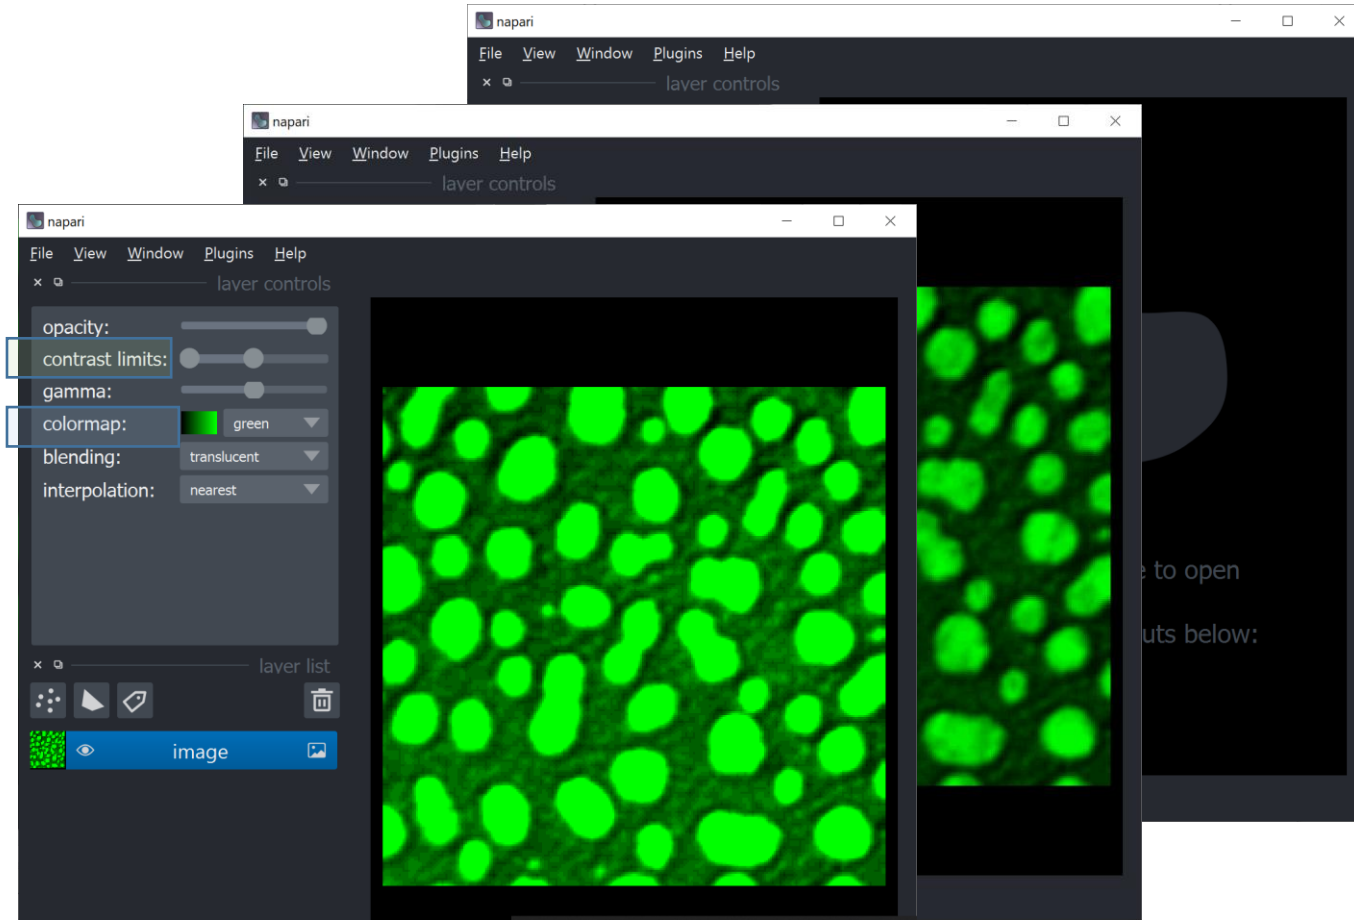 napari
File View Window Plugins Help
layer controls
napari
File View Window Plugins Help
layer controls
napari
File View Window Plugins Help
layer controls
opacity:
contrast limits:
gamma:
colormap: green
blending: translucent
interpolation: nearest
layer list
image
e to open
uts below: